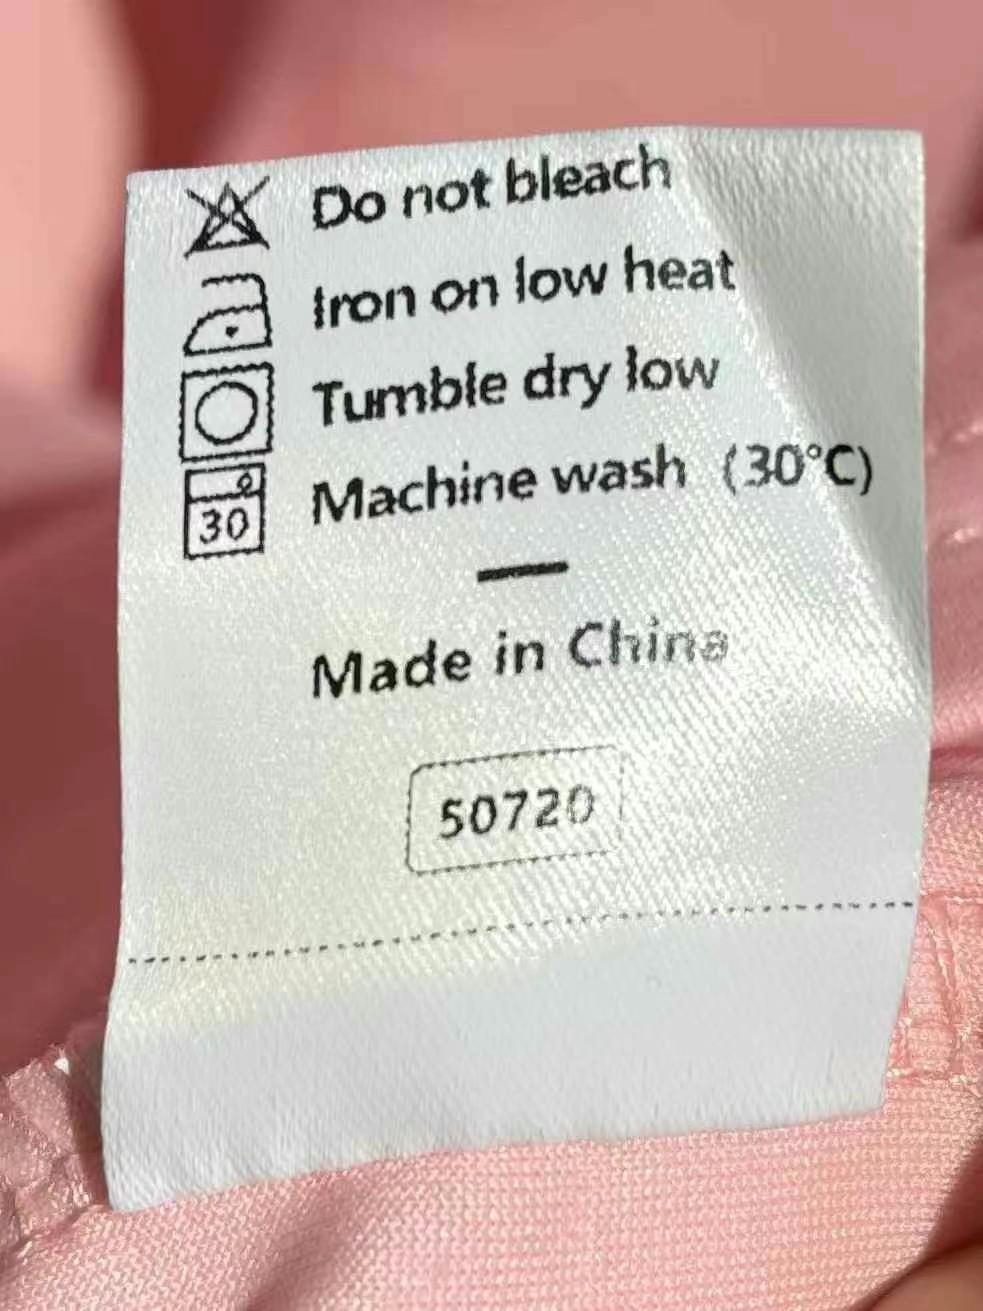 Do not bleach
Iron on low heat
Tumble dry low
30 Machine wash (30°C)
Made in China
50720